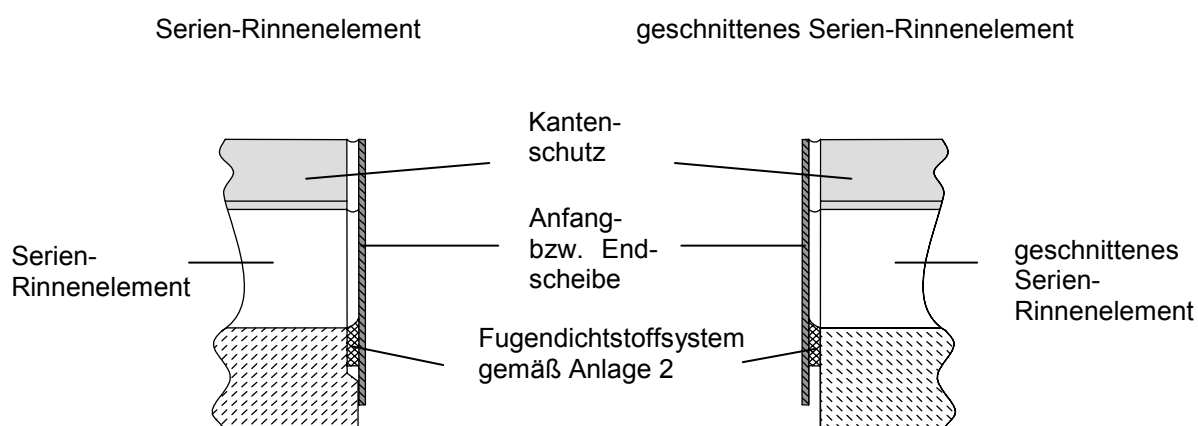 Serien-Rinnenelement
geschnittenes Serien-Rinnenelement
Kanten-
schutz
Serien-
Rinnenelement
Anfang-
bzw. End-
scheibe
geschnittenes
Serien-
Rinnenelement
Fugendichtstoffsystem
gemäß Anlage 2